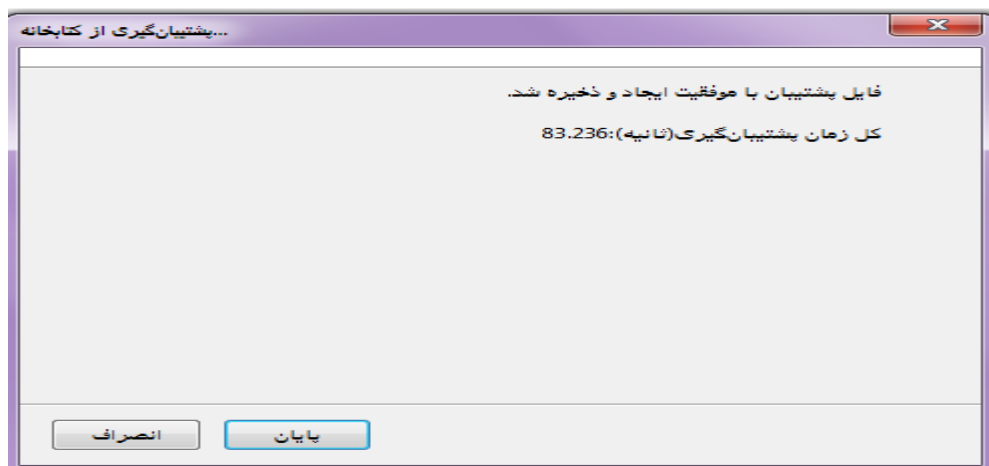 پشتیبان‌گیری از کتابخانه...
فایل پشتیبان با موفقیت ایجاد و ذخیره شد.
کل زمان پشتیبان‌گیری(ثانیه):83.236
پایان
انصراف